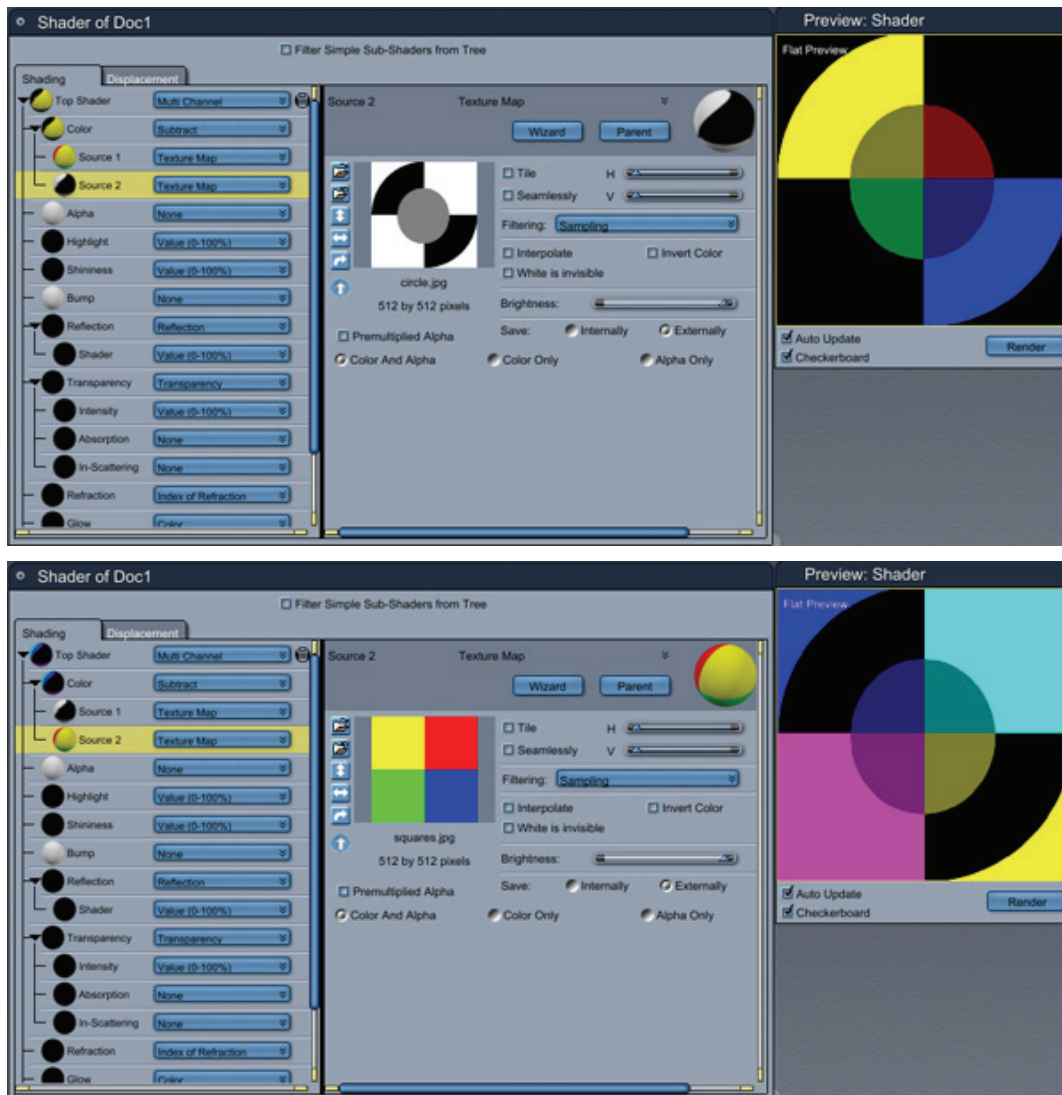 Shader of Doc1
Preview: Shader
Filter Simple Sub-Shaders from Tree
Flat Preview
Shading
Displacement
Top Shader Multi Channel
Source 2 Texture Map
Color Subtract
Wizard Parent
Source 1 Texture Map
Source 2 Texture Map
Tile H
Seamlessly V
Alpha None
Filtering: Sampling
Highlight Value (0-100%)
Interpolate Invert Color
Shininess Value (0-100%)
White is invisible
circle.jpg
Bump None
512 by 512 pixels
Brightness:
Reflection Reflection
Premultiplied Alpha
Save: Internally Externally
Auto Update
Render
Shader Value (0-100%)
Color And Alpha Color Only Alpha Only
Checkerboard
Transparency Transparency
Intensity Value (0-100%)
Absorption None
In-Scattering None
Refraction Index of Refraction
Glow Color
Shader of Doc1
Preview: Shader
Filter Simple Sub-Shaders from Tree
Flat Preview
Shading
Displacement
Top Shader Multi Channel
Source 2 Texture Map
Color Subtract
Wizard Parent
Source 1 Texture Map
Source 2 Texture Map
Tile H
Seamlessly V
Alpha None
Filtering: Sampling
Highlight Value (0-100%)
Interpolate Invert Color
Shininess Value (0-100%)
White is invisible
squares.jpg
Bump None
512 by 512 pixels
Brightness:
Reflection Reflection
Premultiplied Alpha
Save: Internally Externally
Auto Update
Render
Shader Value (0-100%)
Color And Alpha Color Only Alpha Only
Checkerboard
Transparency Transparency
Intensity Value (0-100%)
Absorption None
In-Scattering None
Refraction Index of Refraction
Glow Color